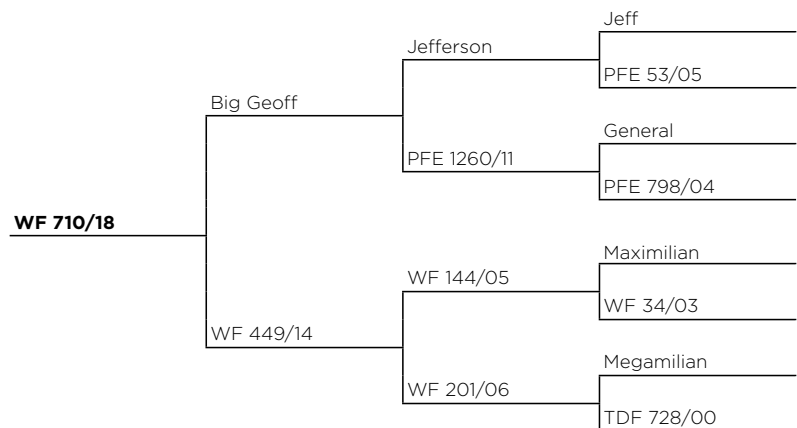 Jeff
Jefferson
PFE 53/05
Big Geoff
General
PFE 1260/11
PFE 798/04
WF 710/18
Maximilian
WF 144/05
WF 34/03
WF 449/14
Megamilian
WF 201/06
TDF 728/00